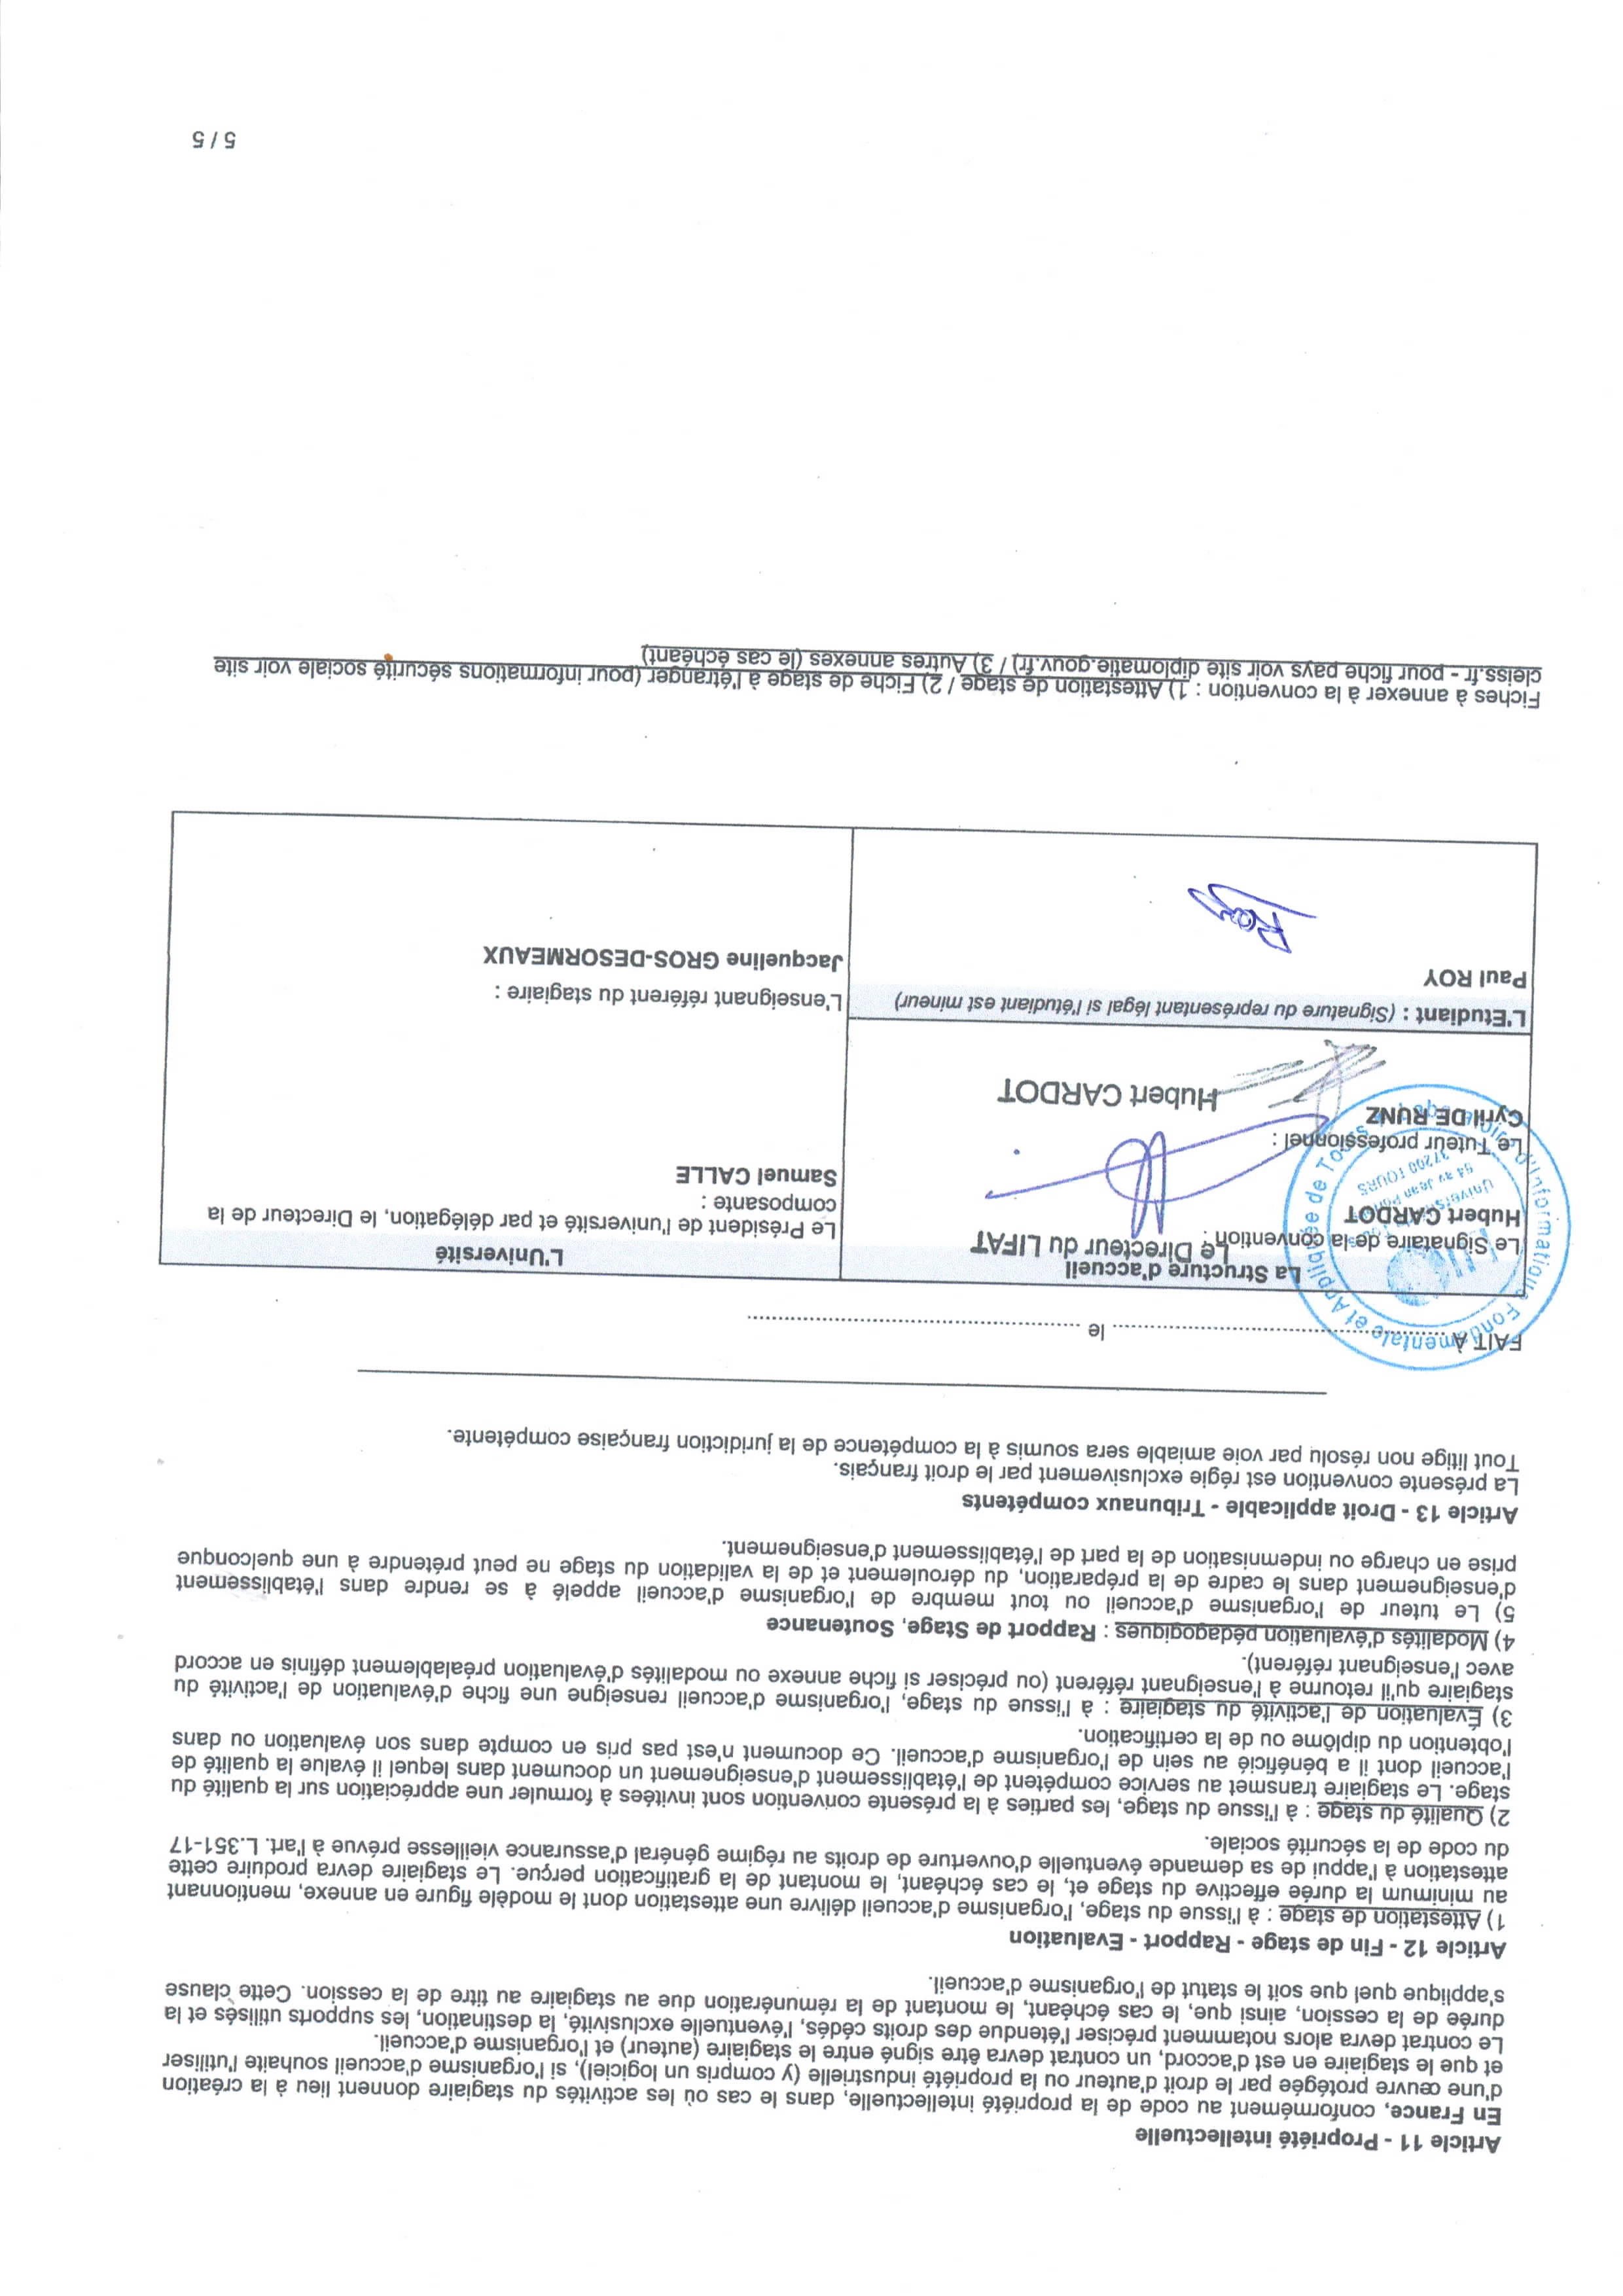 Article 11 - Propriété intellectuelle
En France, conformément au code de la propriété intellectuelle, dans le cas où les activités du stagiaire donnent lieu à la création
d'une œuvre protégée par le droit d'auteur ou la propriété industrielle (y compris un logiciel), si l'organisme d'accueil souhaite l'utiliser
et que le stagiaire en est d'accord, un contrat devra être signé entre le stagiaire (auteur) et l'organisme d'accueil.
Le contrat devra alors notamment préciser l'étendue des droits cédés, l'éventuelle exclusivité, la destination, les supports utilisés et la
durée de la cession, ainsi que, le cas échéant, le montant de la rémunération due au stagiaire au titre de la cession. Cette clause
s'applique quel que soit le statut de l'organisme d'accueil.
Article 12 - Fin de stage - Rapport - Evaluation
1) Attestation de stage : à l'issue du stage, l'organisme d'accueil délivre une attestation dont le modèle figure en annexe, mentionnant
au minimum la durée effective du stage et, le cas échéant, le montant de la gratification perçue. Le stagiaire devra produire cette
attestation à l'appui de sa demande éventuelle d'ouverture de droits au régime général d'assurance vieillesse prévue à l'art. L.351-17
du code de la sécurité sociale.
2) Qualité du stage : à l'issue du stage, les parties à la présente convention sont invitées à formuler une appréciation sur la qualité du
stage. Le stagiaire transmet au service compétent de l'établissement d'enseignement un document dans lequel il évalue la qualité de
l'accueil dont il a bénéficié au sein de l'organisme d'accueil. Ce document n'est pas pris en compte dans son évaluation ou dans
l'obtention du diplôme ou de la certification.
3) Évaluation de l'activité du stagiaire : à l'issue du stage, l'organisme d'accueil renseigne une fiche d'évaluation de l'activité du
stagiaire qu'il retourne à l'enseignant référent (ou préciser si fiche annexe ou modalités d'évaluation préalablement définis en accord
avec l'enseignant référent).
4) Modalités d'évaluation pédagogiques : Rapport de Stage, Soutenance
5) Le tuteur de l'organisme d'accueil ou tout membre de l'organisme d'accueil appelé à se rendre dans l'établissement
d'enseignement dans le cadre de la préparation, du déroulement et de la validation du stage ne peut prétendre à une quelconque
prise en charge ou indemnisation de la part de l'établissement d'enseignement.
Article 13 - Droit applicable - Tribunaux compétents
La présente convention est régie exclusivement par le droit français.
Tout litige non résolu par voie amiable sera soumis à la compétence de la juridiction française compétente.
FAIT À ........................................ le ........................................
La Structure d'accueil
Le Signataire de la convention :
Hubert CARDOT
Le Directeur du LIFAT
Le Tuteur professionnel :
Cyril DE RUNZ
Hubert CARDOT
d'Informatique Fondamentale et Appliquée de Tours
37200 TOURS
L'Université
Le Président de l'université et par délégation, le Directeur de la
composante :
Samuel CALLE
L'Etudiant : (Signature du représentant légal si l'étudiant est mineur)
Paul ROY
Roy
L'enseignant référent du stagiaire :
Jacqueline GROS-DESORMEAUX
Fiches à annexer à la convention : 1) Attestation de stage / 2) Fiche de stage à l'étranger (pour informations sécurité sociale voir site
cleiss.fr - pour fiche pays voir site diplomatie.gouv.fr) / 3) Autres annexes (le cas échéant)
5 / 5